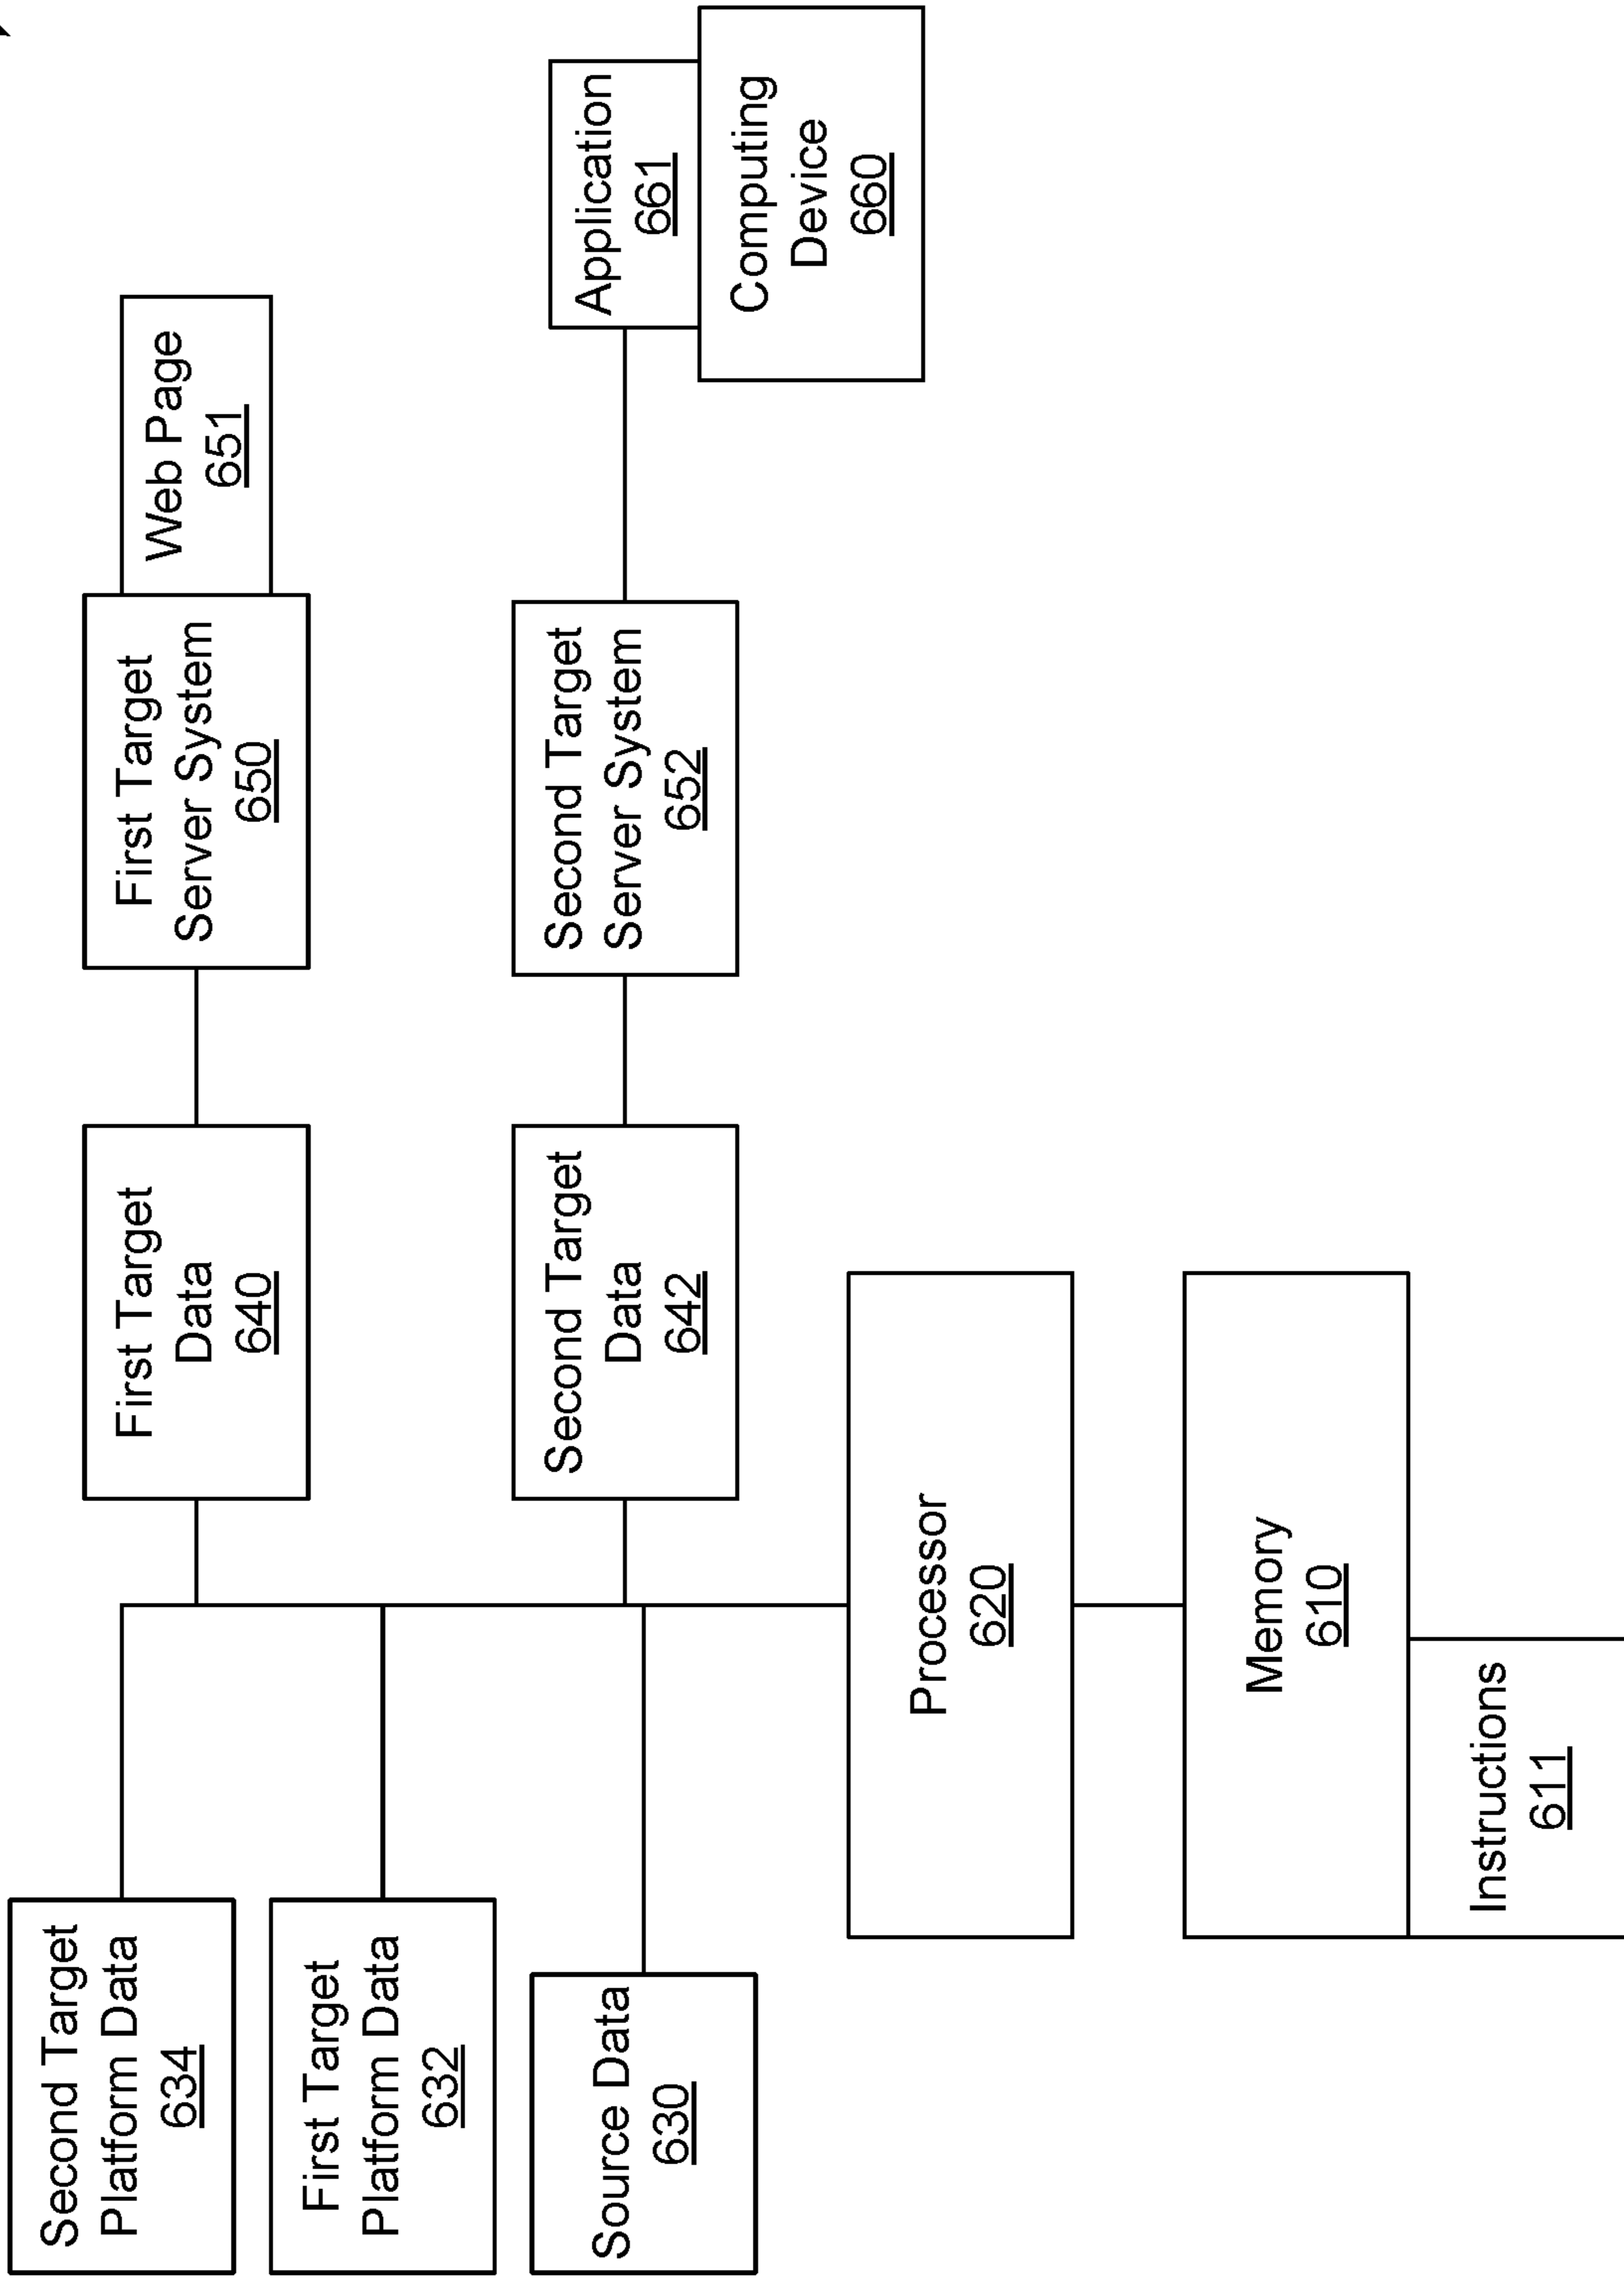 Second Target
Platform Data
634
First Target
Platform Data
632
Source Data
630
First Target
Data
640
Second Target
Data
642
First Target
Server System
650
Web Page
651
Second Target
Server System
652
Application
661
Computing
Device
660
Processor
620
Memory
610
Instructions
611